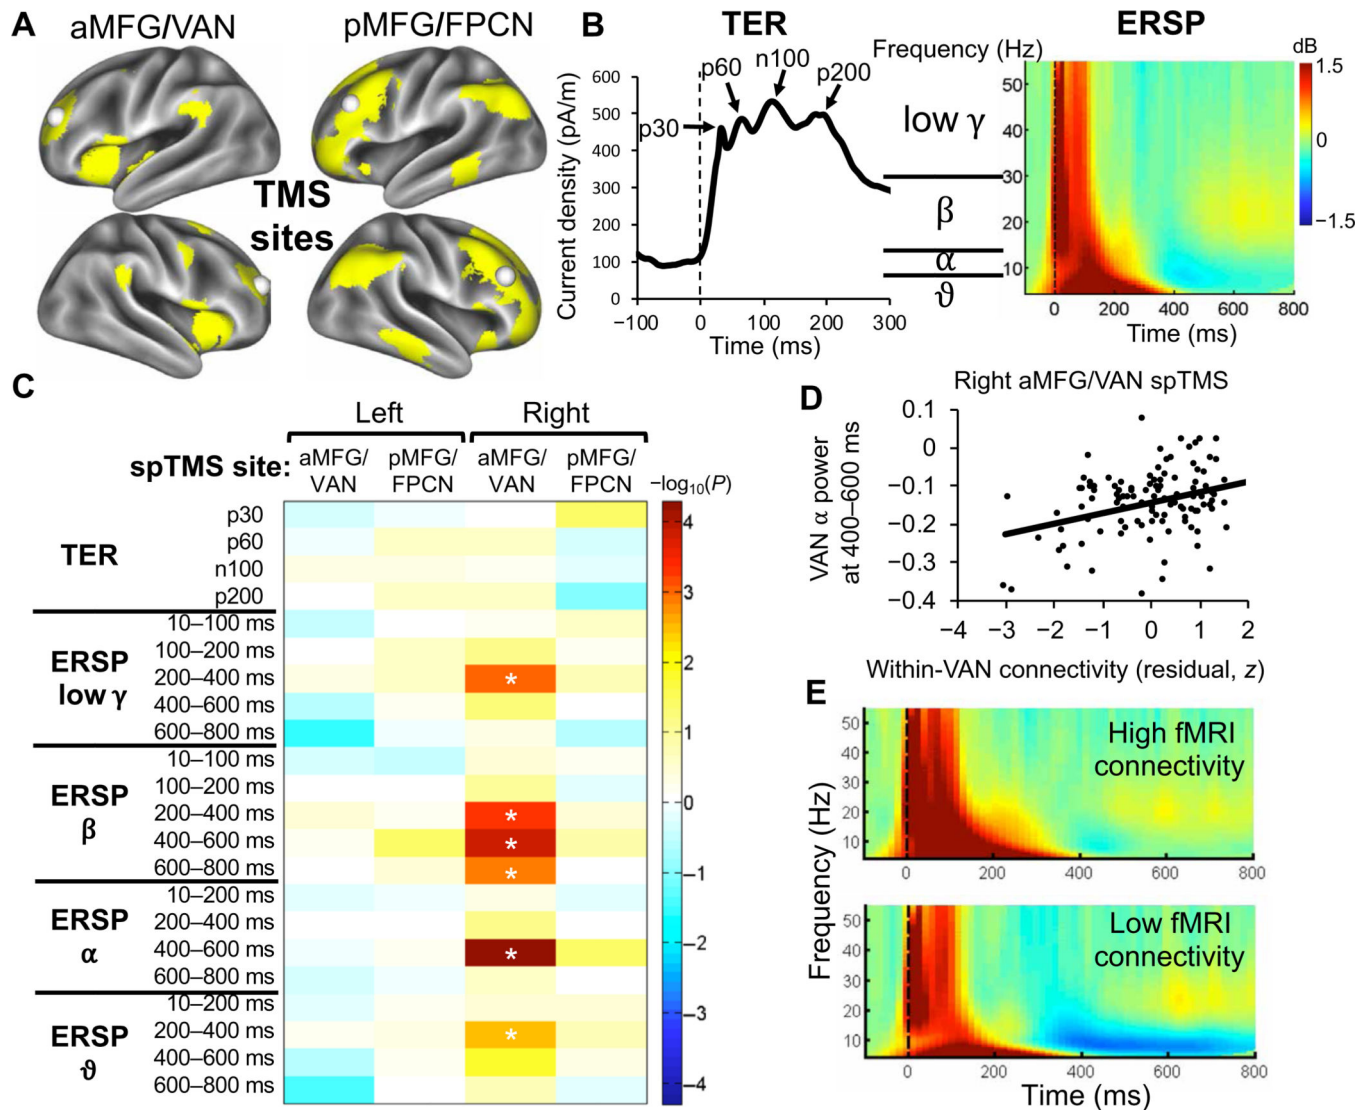 A
aMFG/VAN
pMFG/FPCN
TMS
sites
B
TER
p30
p60
n100
p200
Current density (pA/m)
600
500
400
300
200
100
0
−100
0
100
200
300
Time (ms)
Frequency (Hz)
low γ
β
α
ϑ
ERSP
50
40
30
20
10
0
200
400
600
800
Time (ms)
dB
1.5
0
−1.5
C
Left
Right
spTMS site:
aMFG/
VAN
pMFG/
FPCN
aMFG/
VAN
pMFG/
FPCN
−log10(P)
TER
p30
p60
n100
p200
ERSP
low γ
10–100 ms
100–200 ms
200–400 ms
*
400–600 ms
600–800 ms
ERSP
β
10–100 ms
100–200 ms
200–400 ms
*
400–600 ms
*
600–800 ms
*
ERSP
α
10–200 ms
200–400 ms
400–600 ms
*
600–800 ms
ERSP
ϑ
10–200 ms
200–400 ms
*
400–600 ms
600–800 ms
4
3
2
1
0
−1
−2
−3
−4
D
Right aMFG/VAN spTMS
VAN α power
at 400–600 ms
0.1
0
−0.1
−0.2
−0.3
−0.4
−4
−3
−2
−1
0
1
2
Within-VAN connectivity (residual, z)
E
High fMRI
connectivity
50
40
30
20
10
0
200
400
600
800
Low fMRI
connectivity
50
40
30
20
10
0
200
400
600
800
Frequency (Hz)
Time (ms)